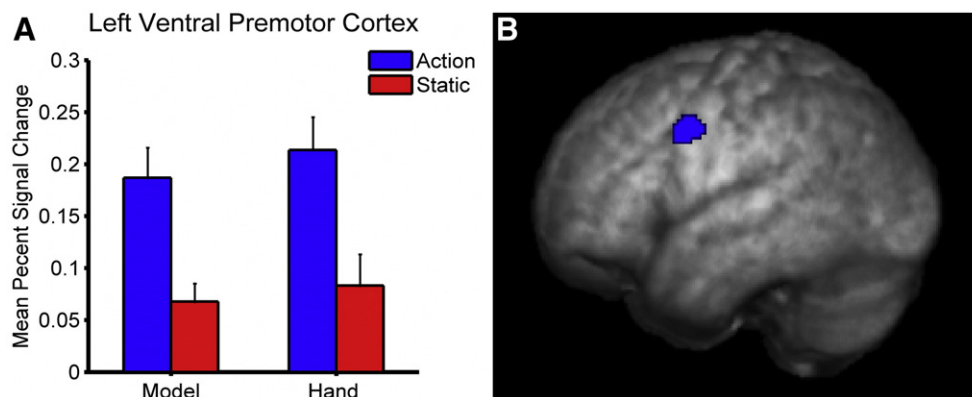 A
Left Ventral Premotor Cortex
Action
Static
Mean Pecent Signal Change
0.3
0.25
0.2
0.15
0.1
0.05
0
Model
Hand
B